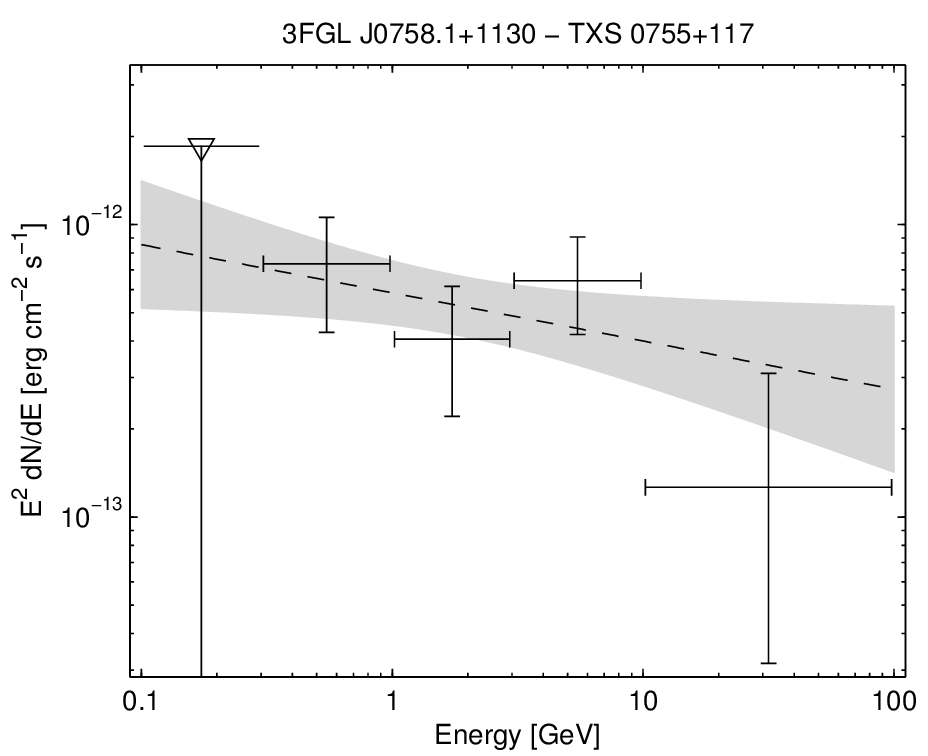 3FGL J0758.1+1130 − TXS 0755+117
E² dN/dE [erg cm⁻² s⁻¹]
10⁻¹²
10⁻¹³
0.1 1 10 100
Energy [GeV]